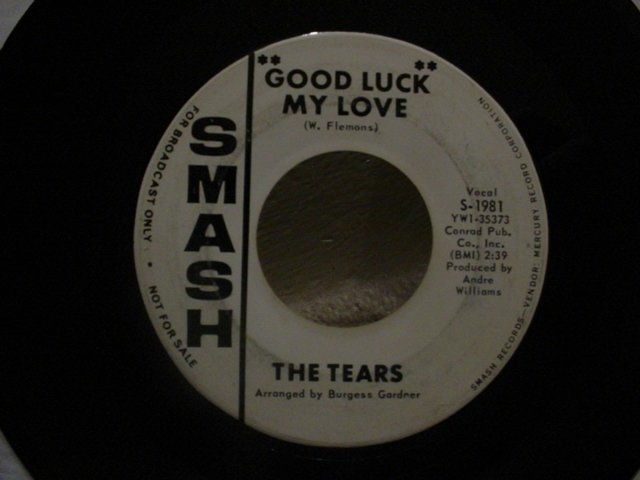 ** GOOD LUCK **
MY LOVE
(W. Flemons)
SMASH
FOR BROADCAST ONLY • NOT FOR SALE
Vocal
S-1981
YW1-35373
Conrad Pub.
Co., Inc.
(BMI) 2:39
Produced by
Andre
Williams
SMASH RECORDS—VENDOR: MERCURY RECORD CORPORATION
THE TEARS
Arranged by Burgess Gardner